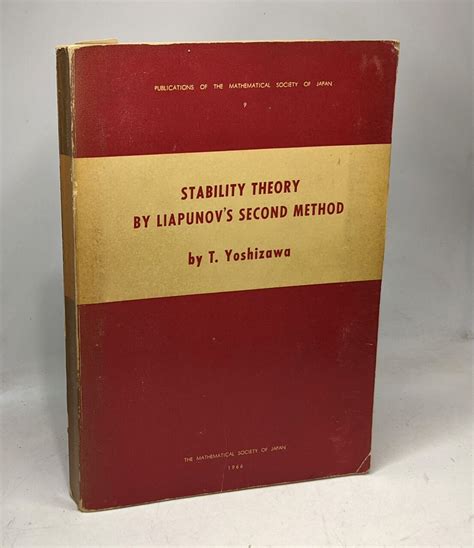 PUBLICATIONS OF THE MATHEMATICAL SOCIETY OF JAPAN
9
STABILITY THEORY
BY LIAPUNOV'S SECOND METHOD
by T. Yoshizawa
THE MATHEMATICAL SOCIETY OF JAPAN
1966